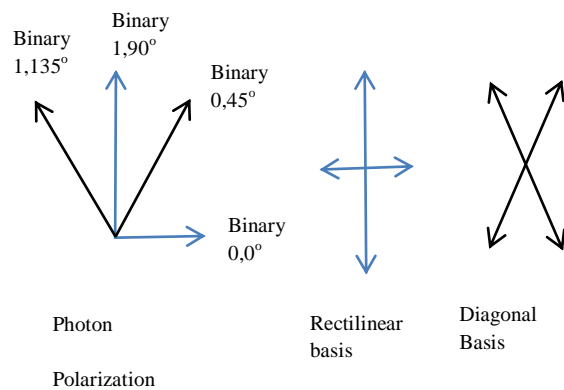 Binary
1,135°
Binary
1,90°
Binary
0,45°
Binary
0,0°
Photon
Polarization
Rectilinear
basis
Diagonal
Basis